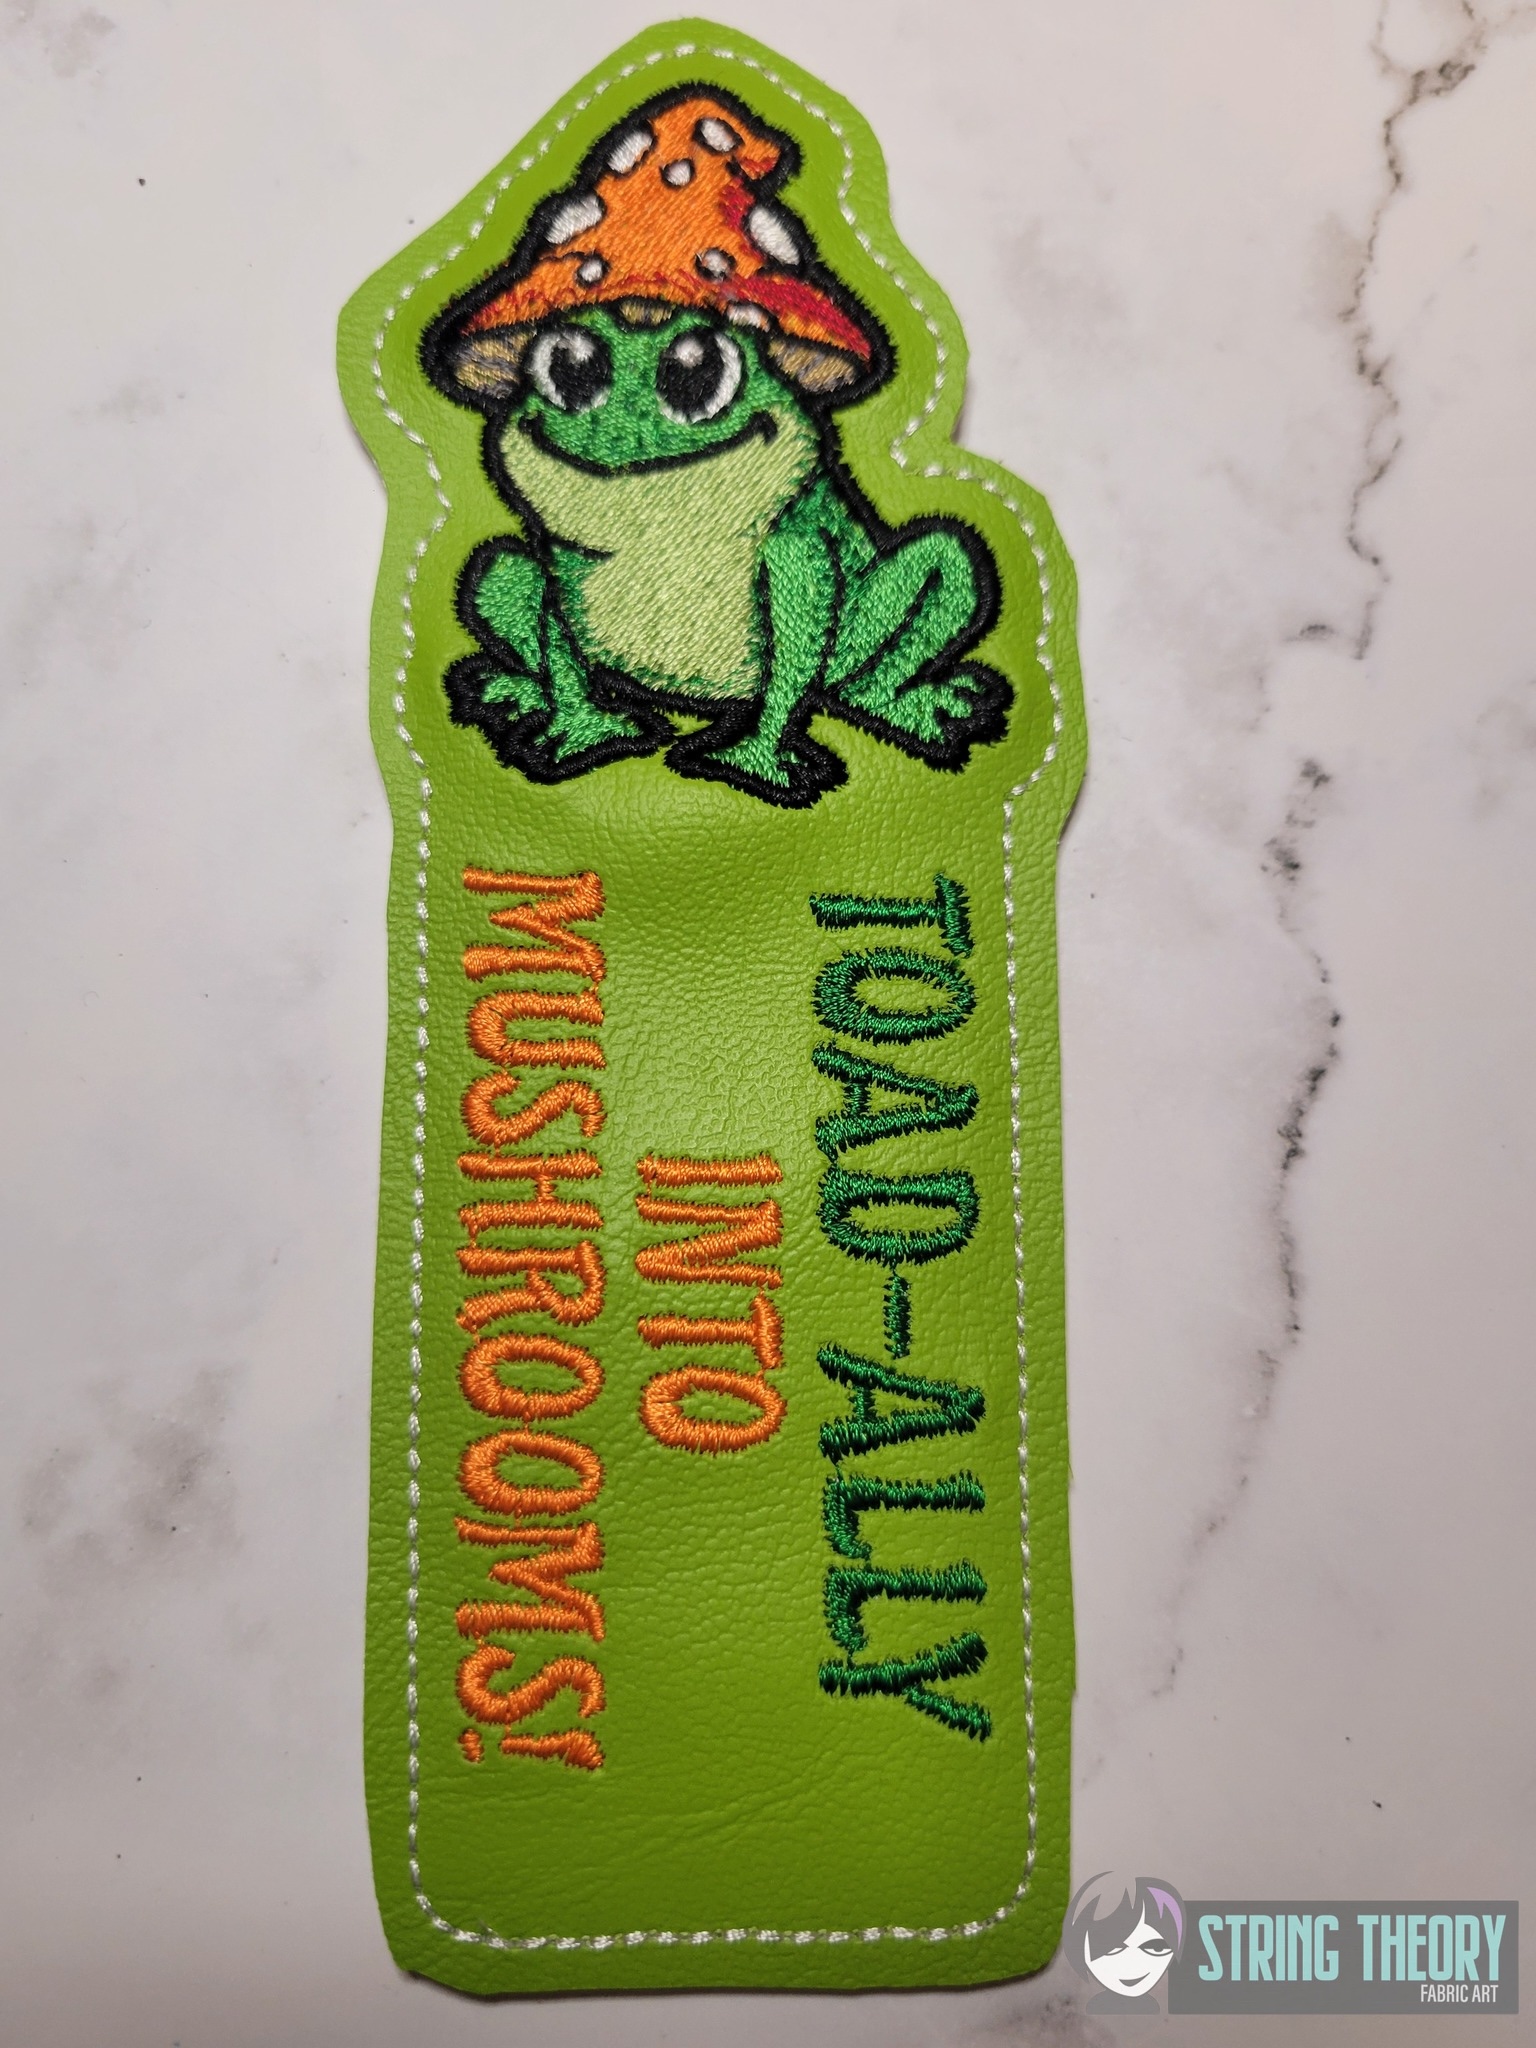 TOAD-ALLY
INTO
MUSHROOMS!
STRING THEORY
FABRIC ART